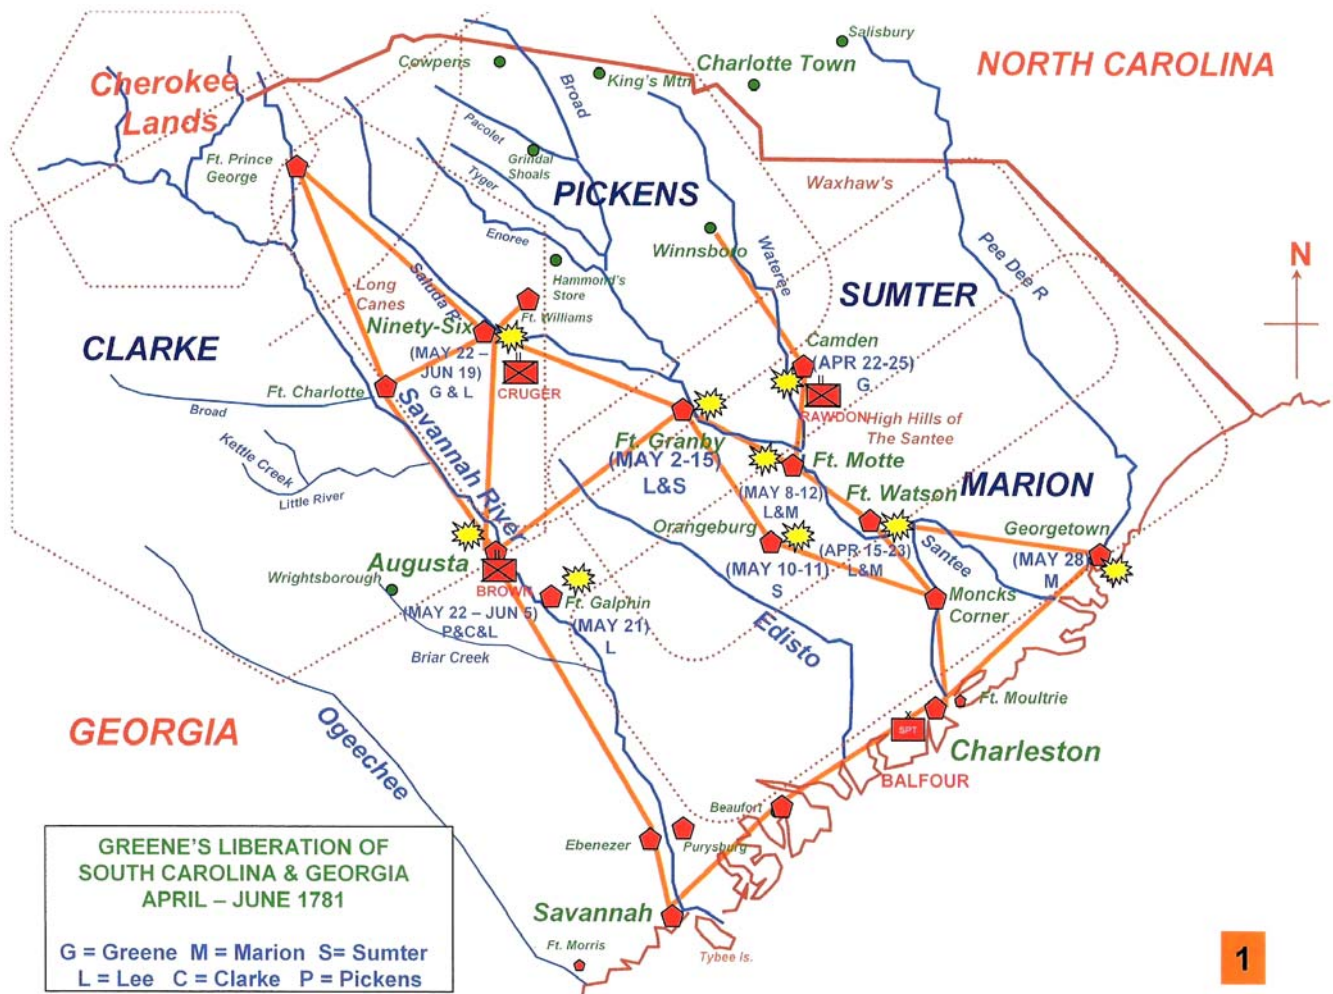 Salisbury
NORTH CAROLINA
Cherokee
Lands
Cowpens
Broad
King's Mtn
Charlotte Town
Ft. Prince
George
Pacolet
Grindal
Shoals
Tyger
PICKENS
Waxhaw's
Enoree
Winnsboro
Wateree
Pee Dee R
N
Long
Canes
Saluda R.
Hammond's
Store
SUMTER
Ft. Williams
Ninety-Six
CLARKE
(MAY 22 –
JUN 19)
G & L
CRUGER
Camden
(APR 22-25)
G
RAWDON
High Hills of
The Santee
Ft. Charlotte
Broad
Savannah River
Kettle Creek
Little River
Ft. Granby
(MAY 2-15)
L&S
Ft. Motte
(MAY 8-12)
L&M
Ft. Watson
MARION
(APR 15-23)
L&M
Santee
Georgetown
(MAY 28)
M
Orangeburg
(MAY 10-11)
S
Augusta
Wrightsborough
BROWN
(MAY 22 – JUN 5)
P&C&L
Ft. Galphin
(MAY 21)
L
Briar Creek
Edisto
Moncks
Corner
Ft. Moultrie
GEORGIA
Ogeechee
SPT
Charleston
BALFOUR
Beaufort
Ebenezer
Purysburg
Savannah
Ft. Morris
Tybee Is.
GREENE'S LIBERATION OF
SOUTH CAROLINA & GEORGIA
APRIL – JUNE 1781
G = Greene M = Marion S= Sumter
L = Lee C = Clarke P = Pickens
1